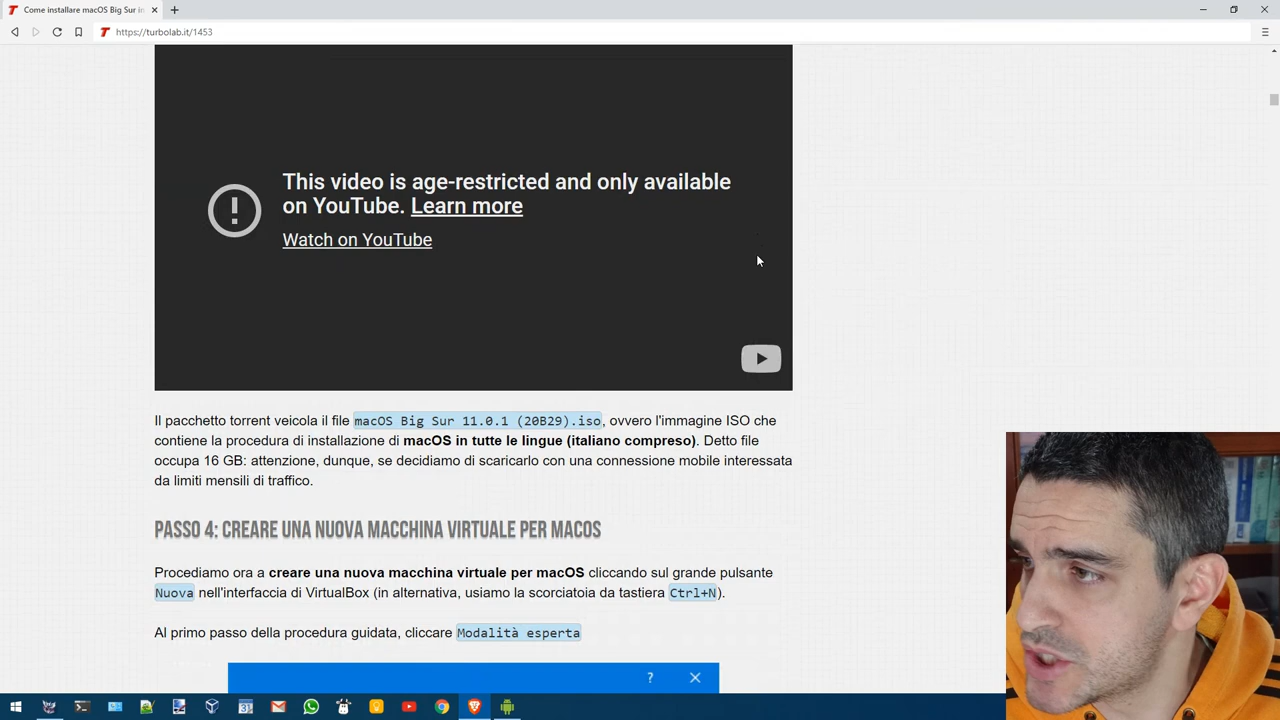 Come installare macOS Big Sur in
https://turbolab.it/1453
This video is age-restricted and only available
on YouTube. Learn more
Watch on YouTube
Il pacchetto torrent veicola il file macOS Big Sur 11.0.1 (20B29).iso, ovvero l'immagine ISO che
contiene la procedura di installazione di macOS in tutte le lingue (italiano compreso). Detto file
occupa 16 GB: attenzione, dunque, se decidiamo di scaricarlo con una connessione mobile interessata
da limiti mensili di traffico.
PASSO 4: CREARE UNA NUOVA MACCHINA VIRTUALE PER MACOS
Procediamo ora a creare una nuova macchina virtuale per macOS cliccando sul grande pulsante
Nuova nell'interfaccia di VirtualBox (in alternativa, usiamo la scorciatoia da tastiera Ctrl+N).
Al primo passo della procedura guidata, cliccare Modalità esperta